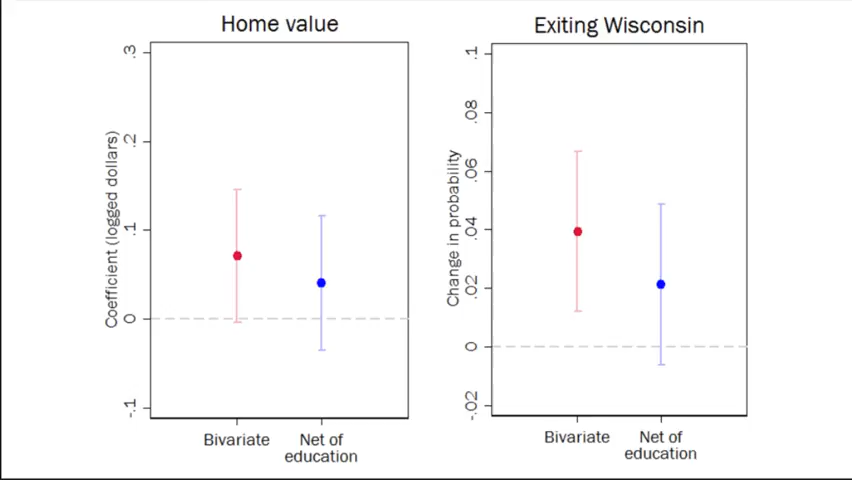 Home value
Coefficient (logged dollars)
.3
.2
.1
0
-.1
Bivariate
Net of
education
Exiting Wisconsin
Change in probability
.1
.08
.06
.04
.02
0
-.02
Bivariate
Net of
education